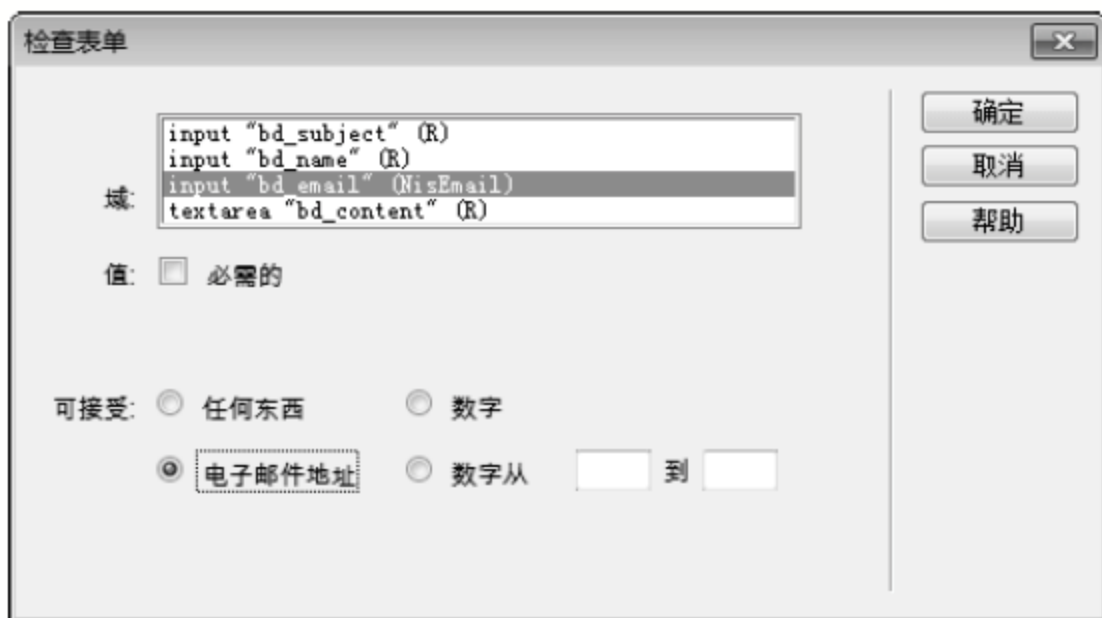 检查表单
input "bd_subject" (R)
input "bd_name" (R)
input "bd_email" (NisEmail)
textarea "bd_content" (R)
域:
值: 必需的
可接受: 任何东西 数字
电子邮件地址 数字从 到
确定
取消
帮助